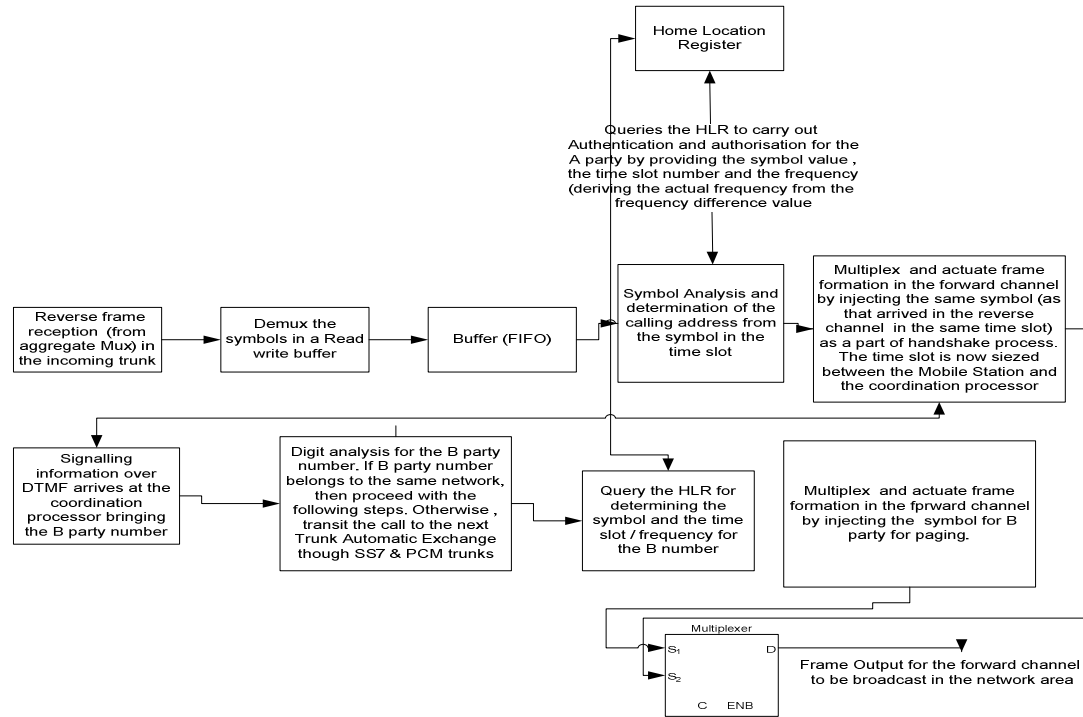 Home Location
Register
Queries the HLR to carry out
Authentication and authorisation for the
A party by providing the symbol value ,
the time slot number and the frequency
(deriving the actual frequency from the
frequency difference value
Reverse frame
reception (from
aggregate Mux) in
the incoming trunk
Demux the
symbols in a Read
write buffer
Buffer (FIFO)
Symbol Analysis and
determination of the
calling address from
the symbol in the
time slot
Multiplex and actuate frame
formation in the forward channel
by injecting the same symbol (as
that arrived in the reverse
channel in the same time slot)
as a part of handshake process.
The time slot is now siezed
between the Mobile Station and
the coordination processor
Signalling
information over
DTMF arrives at the
coordination
processor bringing
the B party number
Digit analysis for the B party
number. If B party number
belongs to the same network,
then proceed with the
following steps. Otherwise ,
transit the call to the next
Trunk Automatic Exchange
though SS7 & PCM trunks
Query the HLR for
determining the
symbol and the time
slot / frequency for
the B number
Multiplex and actuate frame
formation in the fprward channel
by injecting the symbol for B
party for paging.
Multiplexer
S1
D
S2
C ENB
Frame Output for the forward channel
to be broadcast in the network area